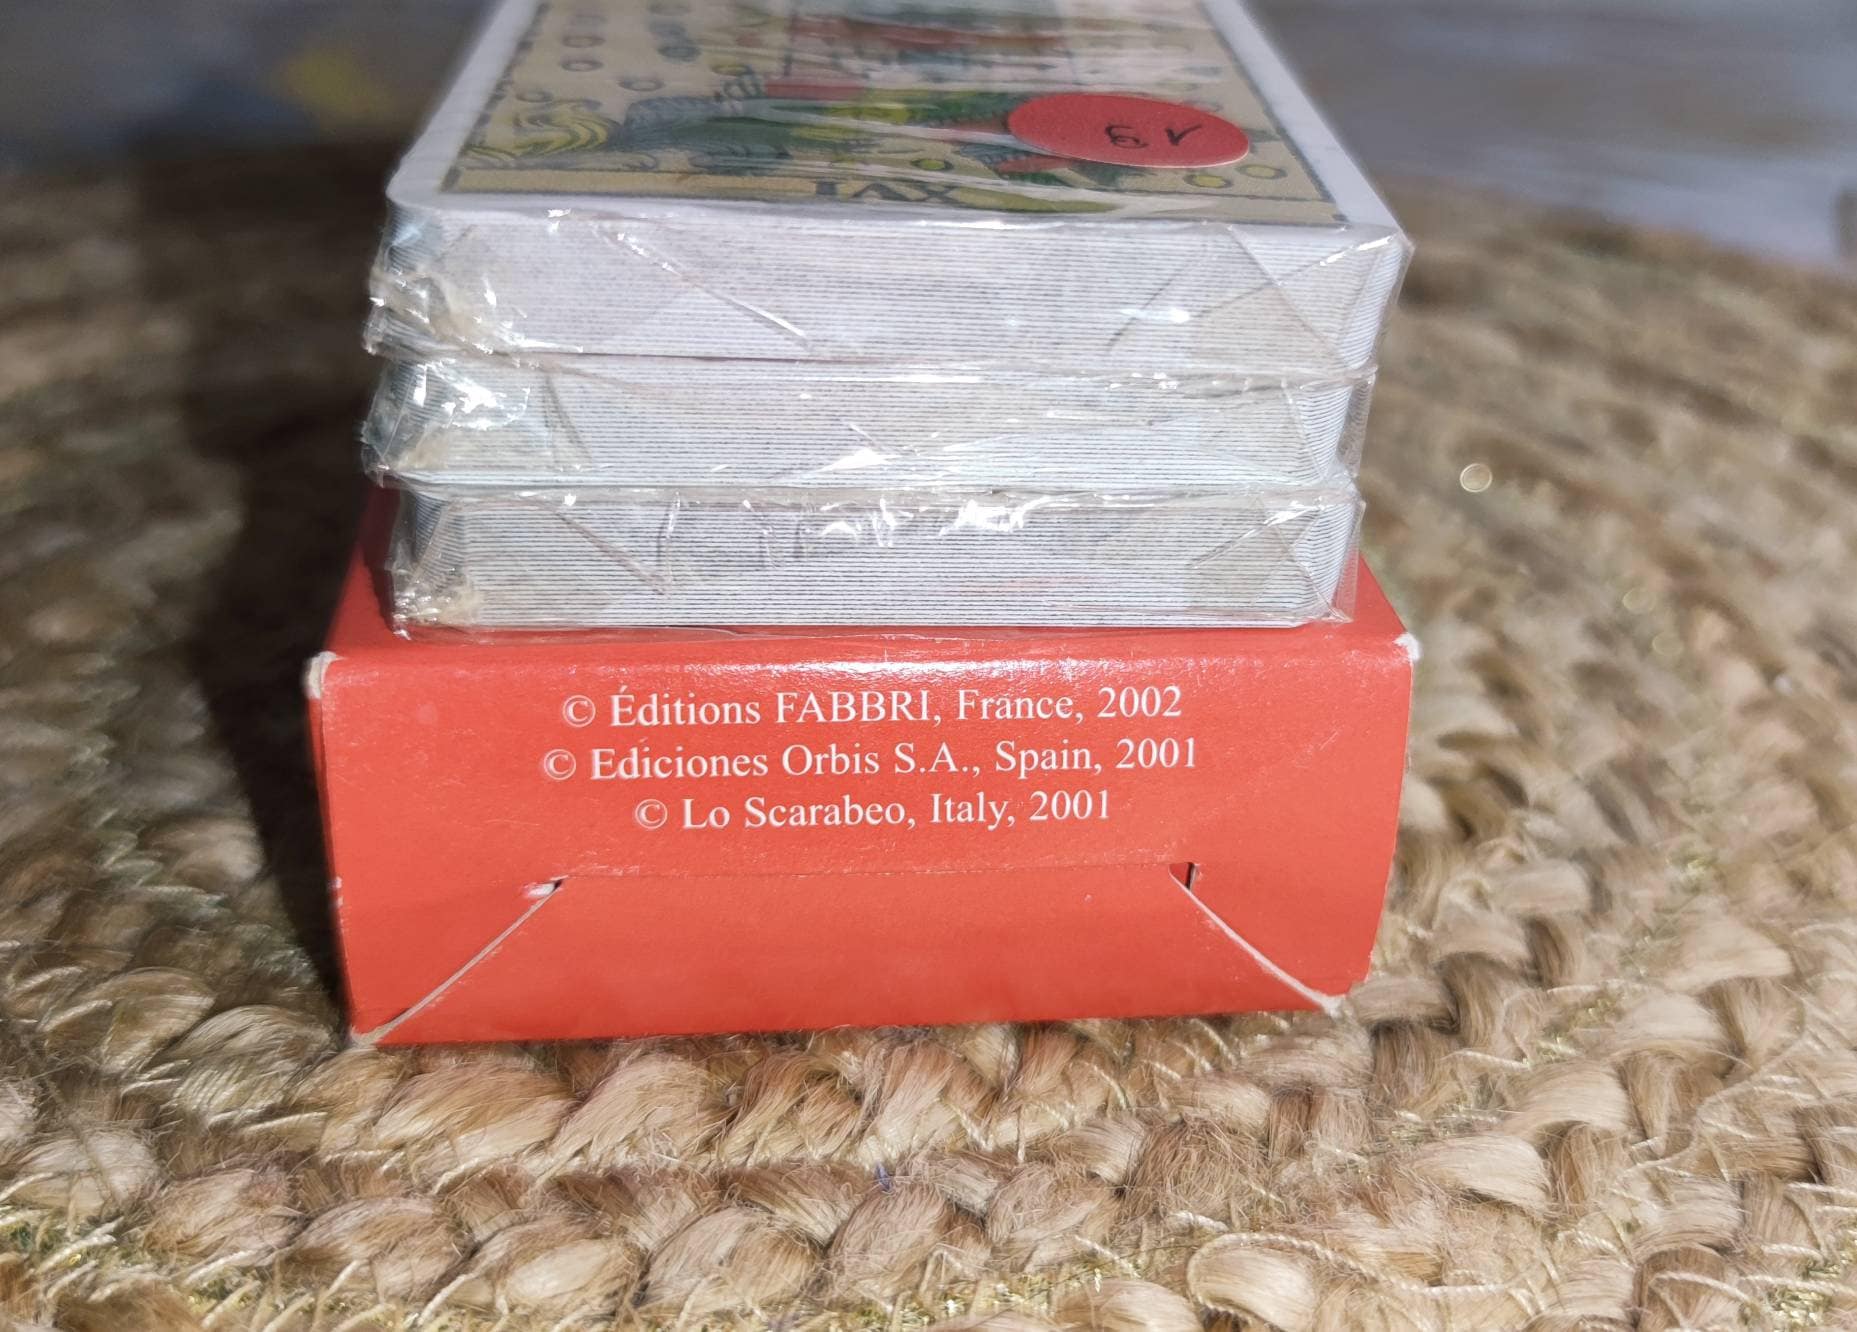 XVI
© Éditions FABBRI, France, 2002
© Ediciones Orbis S.A., Spain, 2001
© Lo Scarabeo, Italy, 2001